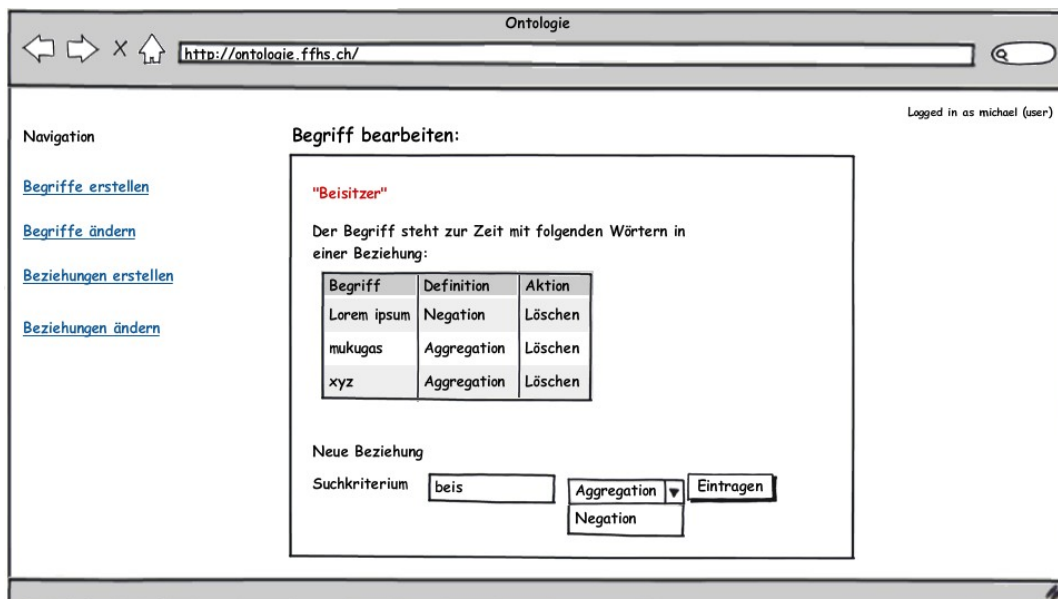 Ontologie
http://ontologie.ffhs.ch/
Logged in as michael (user)
Navigation
Begriffe erstellen
Begriffe ändern
Beziehungen erstellen
Beziehungen ändern
Begriff bearbeiten:
"Beisitzer"
Der Begriff steht zur Zeit mit folgenden Wörtern in
einer Beziehung:
Begriff Definition Aktion
Lorem ipsum Negation Löschen
mukugas Aggregation Löschen
xyz Aggregation Löschen
Neue Beziehung
Suchkriterium beis Aggregation Eintragen
Negation